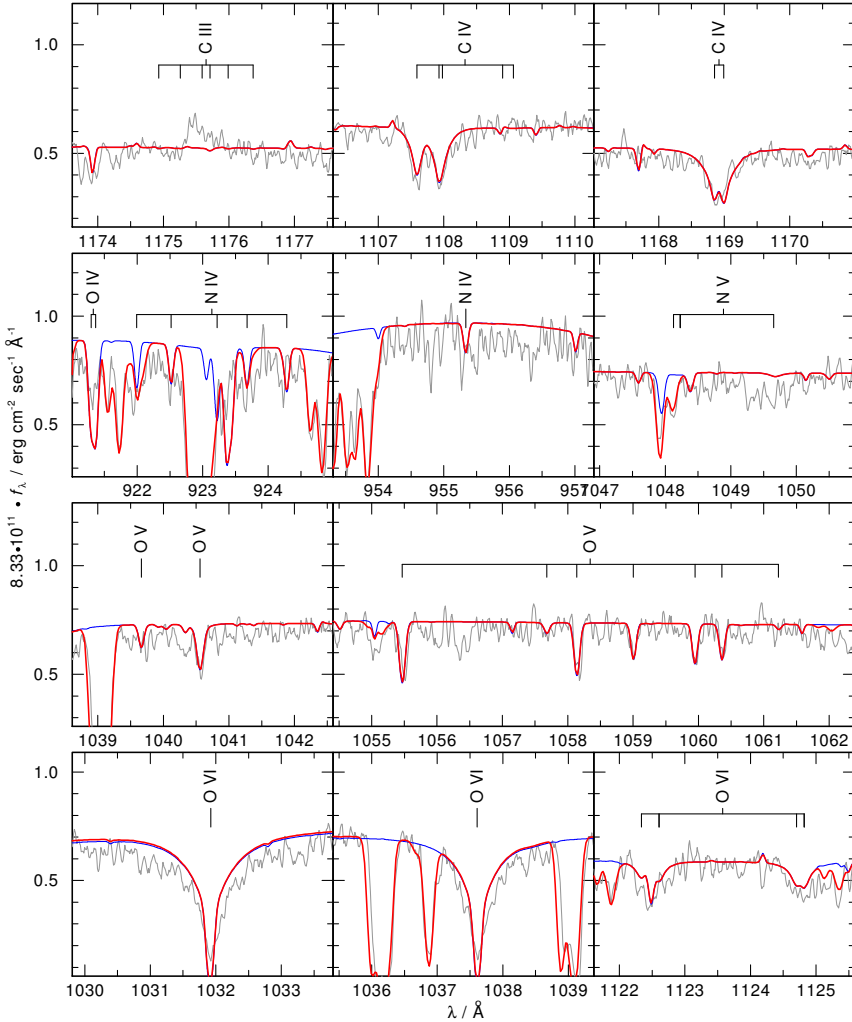 C III
C IV
C IV
1.0
0.5
1174 1175 1176 1177
1107 1108 1109 1110
1168 1169 1170
O IV
N IV
N IV
N V
1.0
0.5
922 923 924
954 955 956 957
1047 1048 1049 1050
O V
O V
O V
1.0
0.5
1039 1040 1041 1042
1055 1056 1057 1058 1059 1060 1061 1062
O VI
O VI
O VI
1.0
0.5
1030 1031 1032 1033
1036 1037 1038 1039
1122 1123 1124 1125
8.33•10¹¹ • f_λ / erg cm⁻² sec⁻¹ Å⁻¹
λ / Å